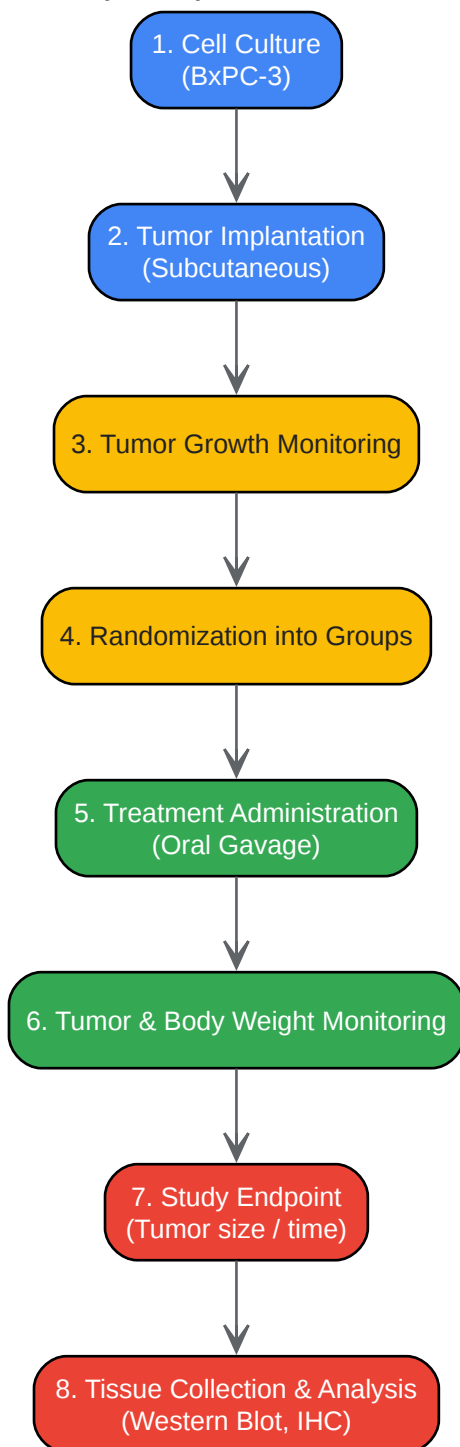 1. Cell Culture
(BxPC-3)
2. Tumor Implantation
(Subcutaneous)
3. Tumor Growth Monitoring
4. Randomization into Groups
5. Treatment Administration
(Oral Gavage)
6. Tumor & Body Weight Monitoring
7. Study Endpoint
(Tumor size / time)
8. Tissue Collection & Analysis
(Western Blot, IHC)